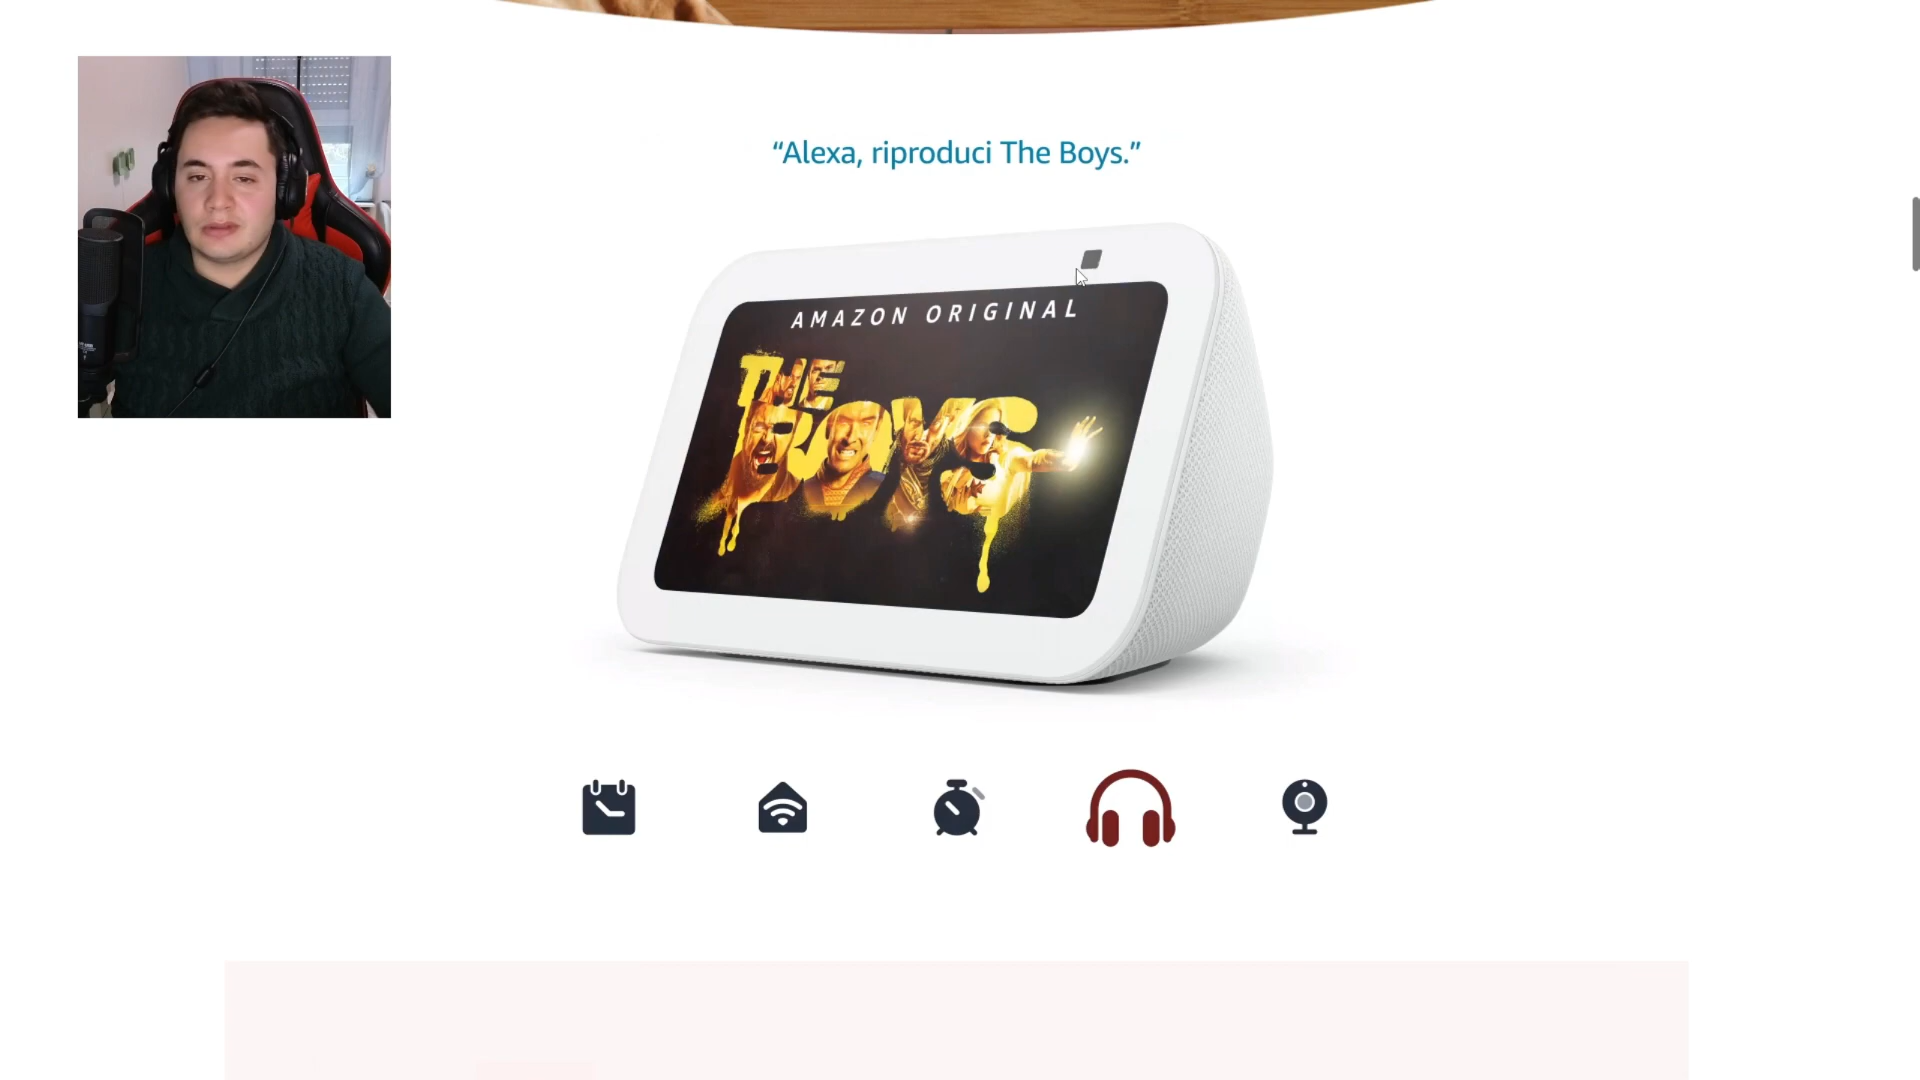 “Alexa, riproduci The Boys.”
AMAZON ORIGINAL
THE
BOYS